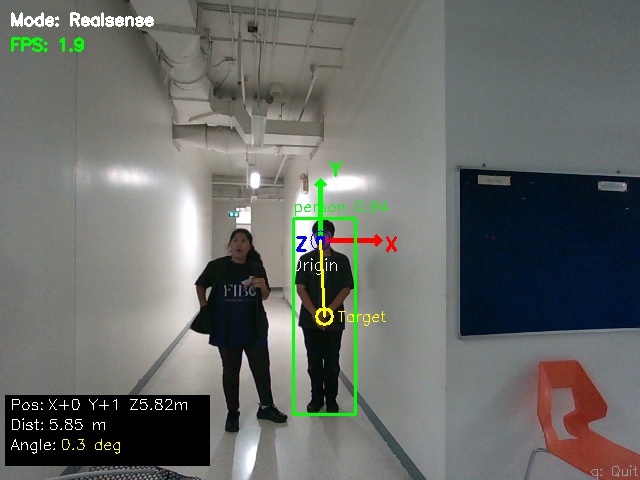 Mode: Realsense
FPS: 1.9
Y
person 0.94
Z
X
Origin
FIBO
Target
Pos: X+0 Y+1 Z5.82m
Dist: 5.85 m
Angle: 0.3 deg
q: Quit